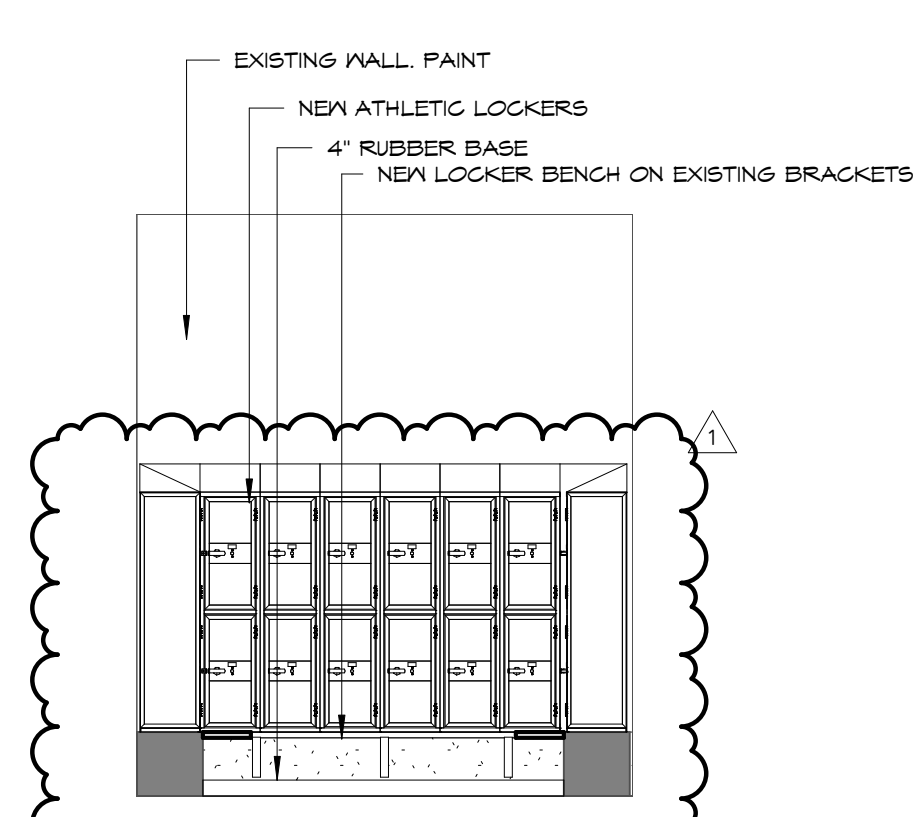 EXISTING WALL. PAINT
NEW ATHLETIC LOCKERS
4" RUBBER BASE
NEW LOCKER BENCH ON EXISTING BRACKETS
1